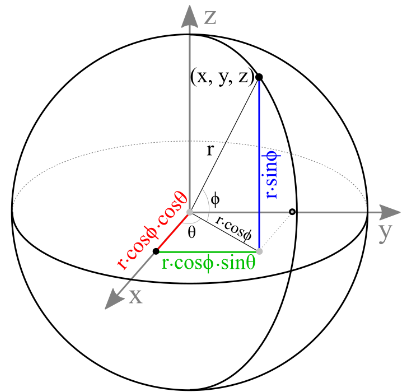 z
(x, y, z)
r
r·sinϕ
ϕ
r·cosϕ
r·cosϕ·cosθ
θ
y
r·cosϕ·sinθ
x